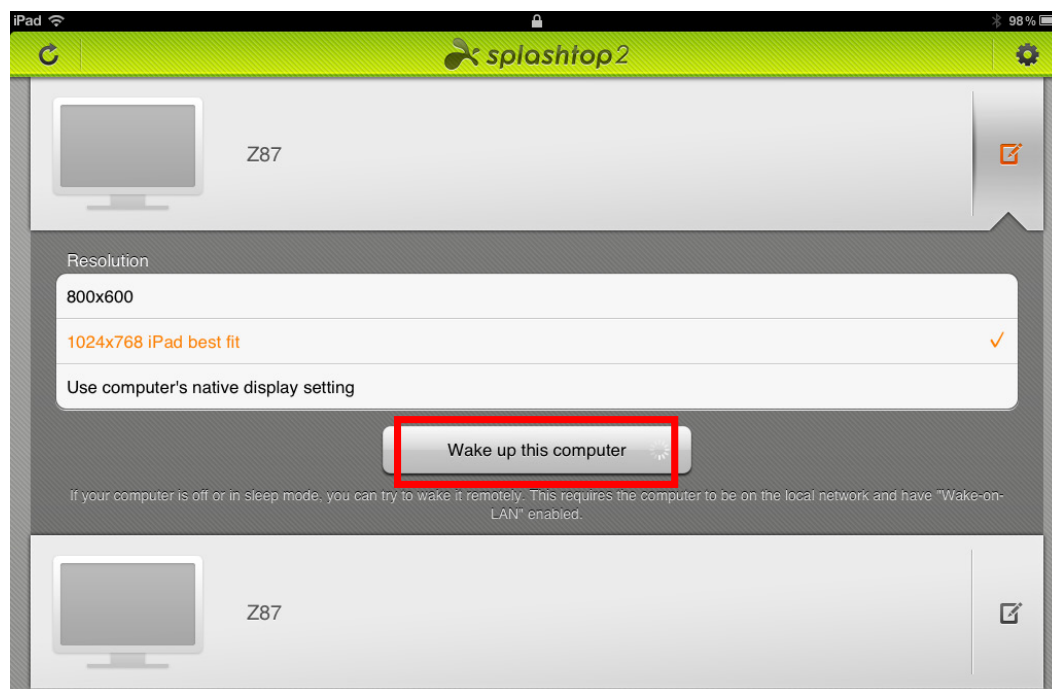 iPad 98%
splashtop2
Z87
Resolution
800x600
1024x768 iPad best fit
Use computer's native display setting
Wake up this computer
If your computer is off or in sleep mode, you can try to wake it remotely. This requires the computer to be on the local network and have "Wake-on-
LAN" enabled.
Z87